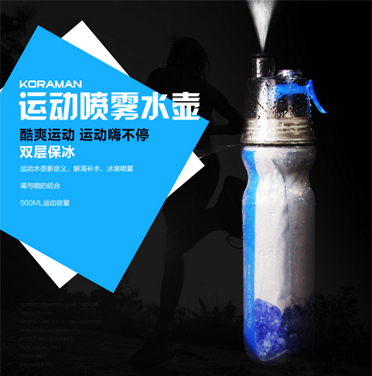 KORAMAN
运动喷雾水壶
酷爽运动 运动嗨不停
双层保冰
运动水壶新定义，解渴补水，冰爽喷雾
喝与喷的结合
500ML运动容量